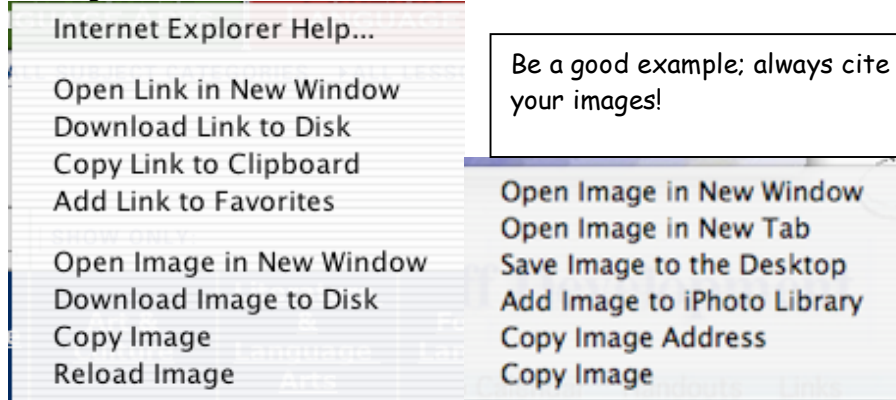 Internet Explorer Help...
Open Link in New Window
Download Link to Disk
Copy Link to Clipboard
Add Link to Favorites
SHOW ONLY:
Open Image in New Window
Download Image to Disk
Copy Image
Reload Image
Be a good example; always cite
your images!
Open Image in New Window
Open Image in New Tab
Save Image to the Desktop
Add Image to iPhoto Library
Copy Image Address
Copy Image